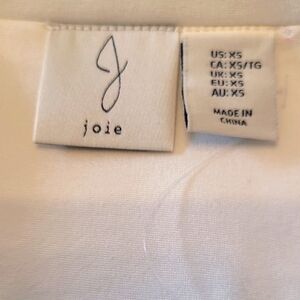 J
joie
US: XS
CA: XS/TG
UK: XS
EU: XS
AU: XS
MADE IN
CHINA